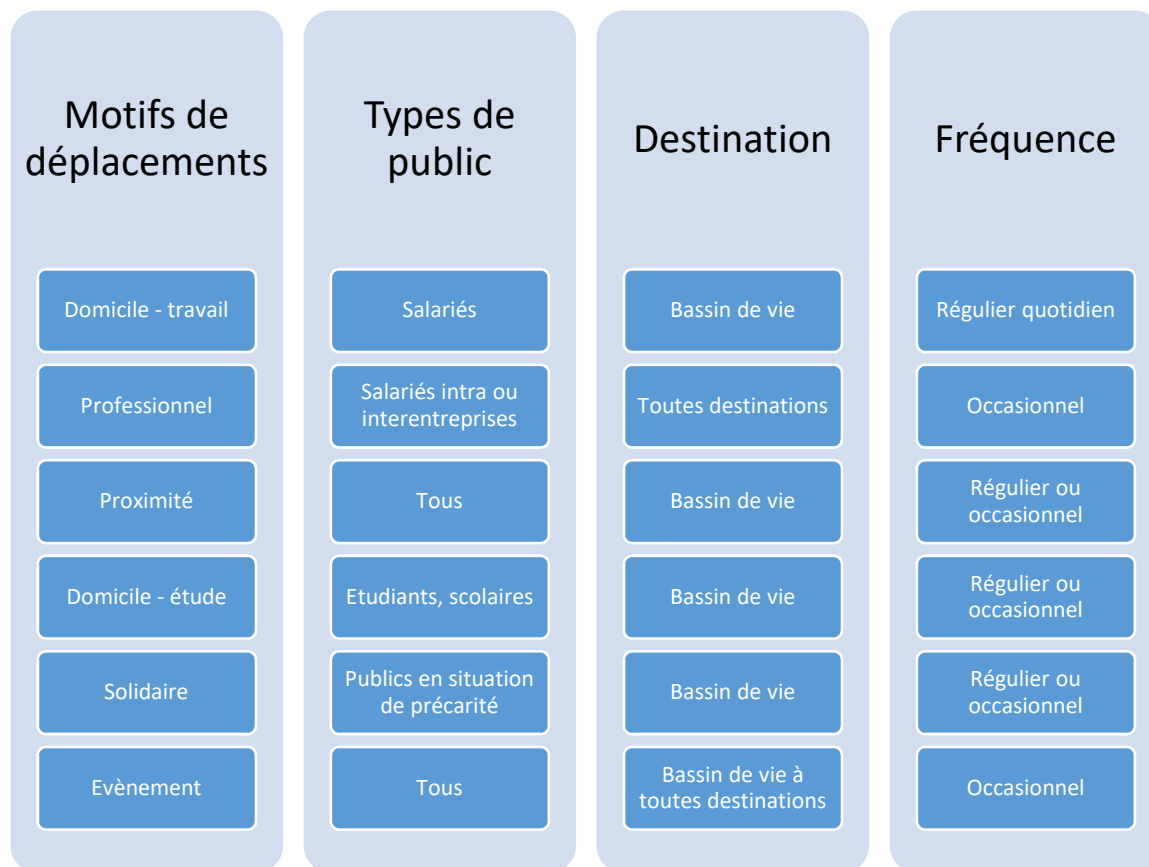 Motifs de
déplacements
Types de
public
Destination
Fréquence
Domicile - travail
Salariés
Bassin de vie
Régulier quotidien
Professionnel
Salariés intra ou
interentreprises
Toutes destinations
Occasionnel
Proximité
Tous
Bassin de vie
Régulier ou
occasionnel
Domicile - étude
Etudiants, scolaires
Bassin de vie
Régulier ou
occasionnel
Solidaire
Publics en situation
de précarité
Bassin de vie
Régulier ou
occasionnel
Evènement
Tous
Bassin de vie à
toutes destinations
Occasionnel